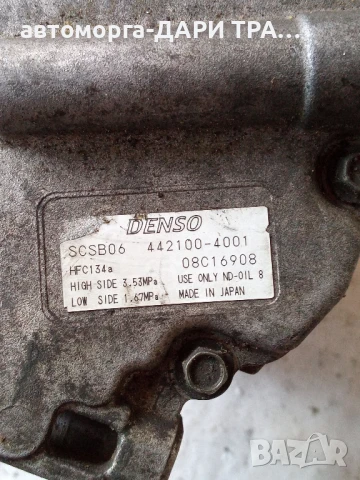 автоморга-ДАРИ ТРА...
DENSO
SCSB06 442100-4001
HFC134a 08C16908
HIGH SIDE 3.53MPa USE ONLY ND-OIL 8
LOW SIDE 1.67MPa MADE IN JAPAN
BAZAR